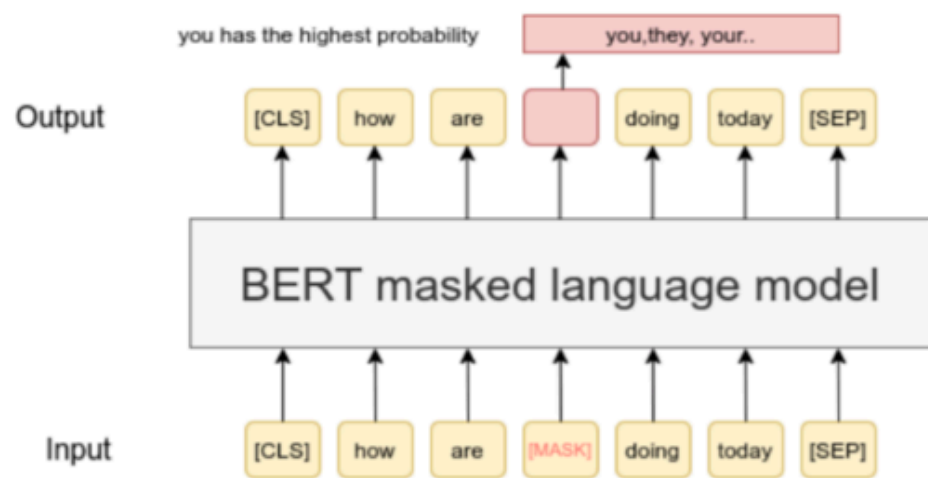 you has the highest probability
you,they, your..
Output
[CLS] how are doing today [SEP]
BERT masked language model
Input
[CLS] how are [MASK] doing today [SEP]